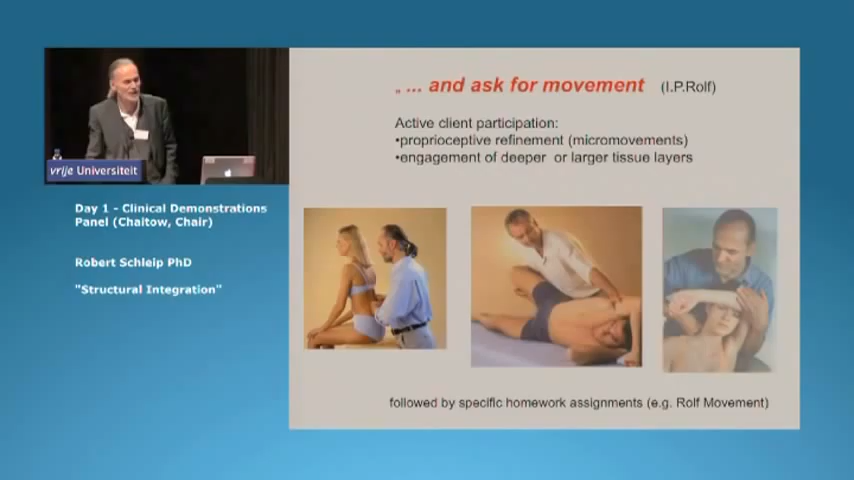 vrije Universiteit
Day 1 - Clinical Demonstrations
Panel (Chaitow, Chair)
Robert Schleip PhD
"Structural Integration"
„ ... and ask for movement (I.P.Rolf)
Active client participation:
•proprioceptive refinement (micromovements)
•engagement of deeper or larger tissue layers
followed by specific homework assignments (e.g. Rolf Movement)